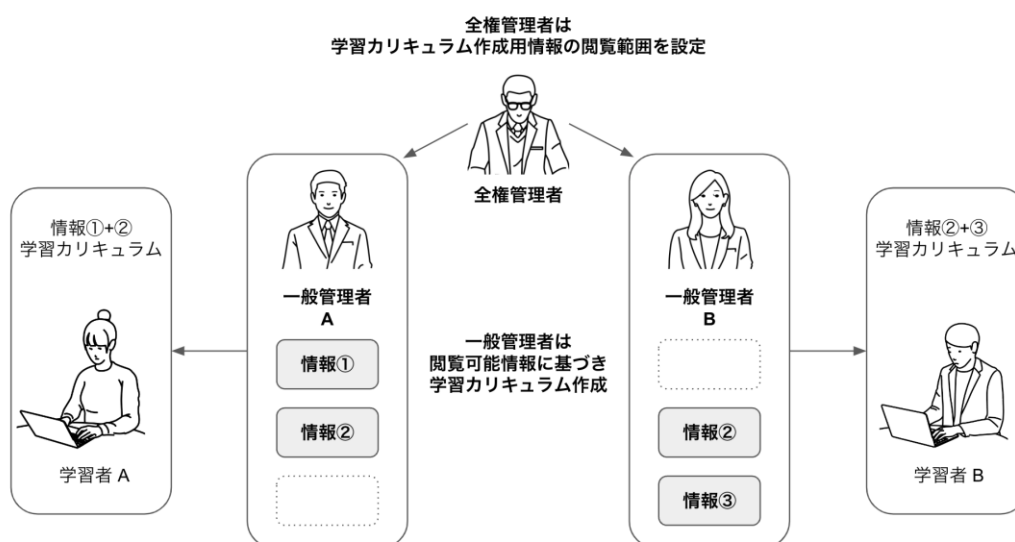 全権管理者は
学習カリキュラム作成用情報の閲覧範囲を設定
全権管理者
情報①+②
学習カリキュラム
学習者 A
一般管理者
A
情報①
情報②
一般管理者は
閲覧可能情報に基づき
学習カリキュラム作成
一般管理者
B
情報②
情報③
情報②+③
学習カリキュラム
学習者 B